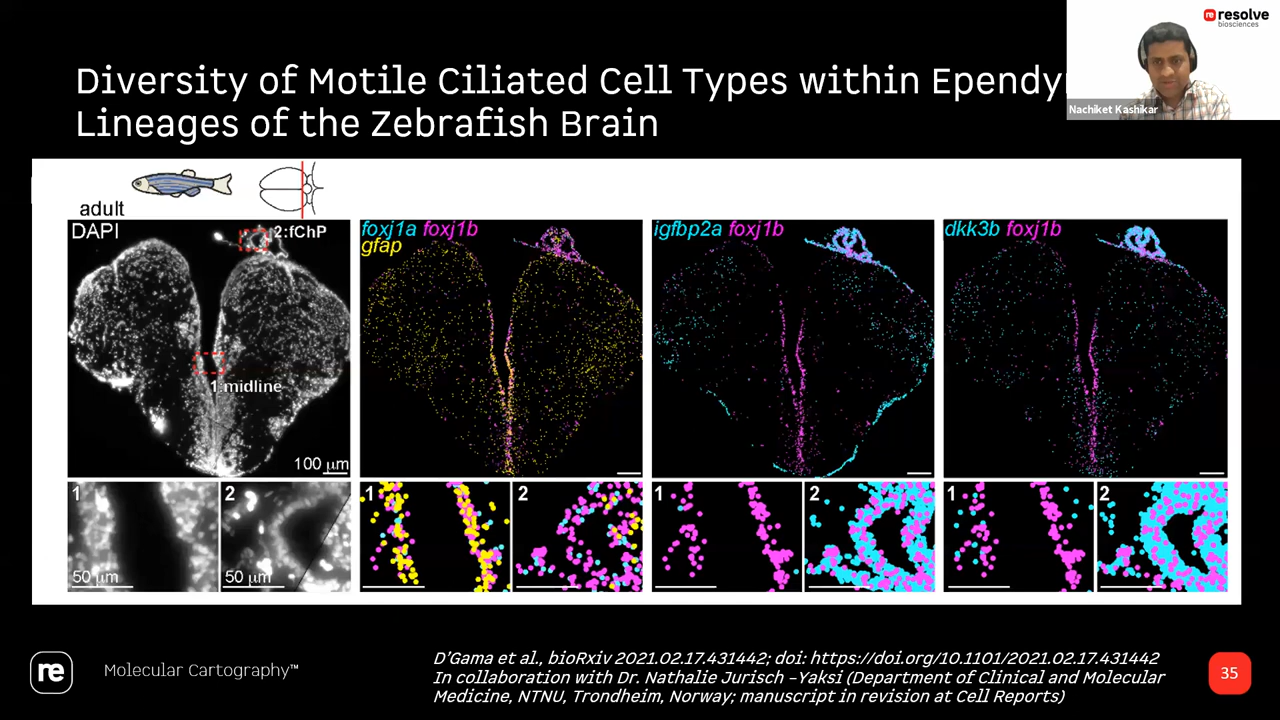 re resolve
biosciences
Diversity of Motile Ciliated Cell Types within
Lineages of the Zebrafish Brain
Nachiket Kashikar
adult
DAPI
2:fChP
1:midline
100 μm
foxj1a foxj1b
gfap
igfbp2a foxj1b
dkk3b foxj1b
1
50 μm
2
50 μm
1
2
1
2
1
2
re
Molecular Cartography™
D'Gama et al., bioRxiv 2021.02.17.431442; doi: https://doi.org/10.1101/2021.02.17.431442
In collaboration with Dr. Nathalie Jurisch –Yaksi (Department of Clinical and Molecular
Medicine, NTNU, Trondheim, Norway; manuscript in revision at Cell Reports)
35